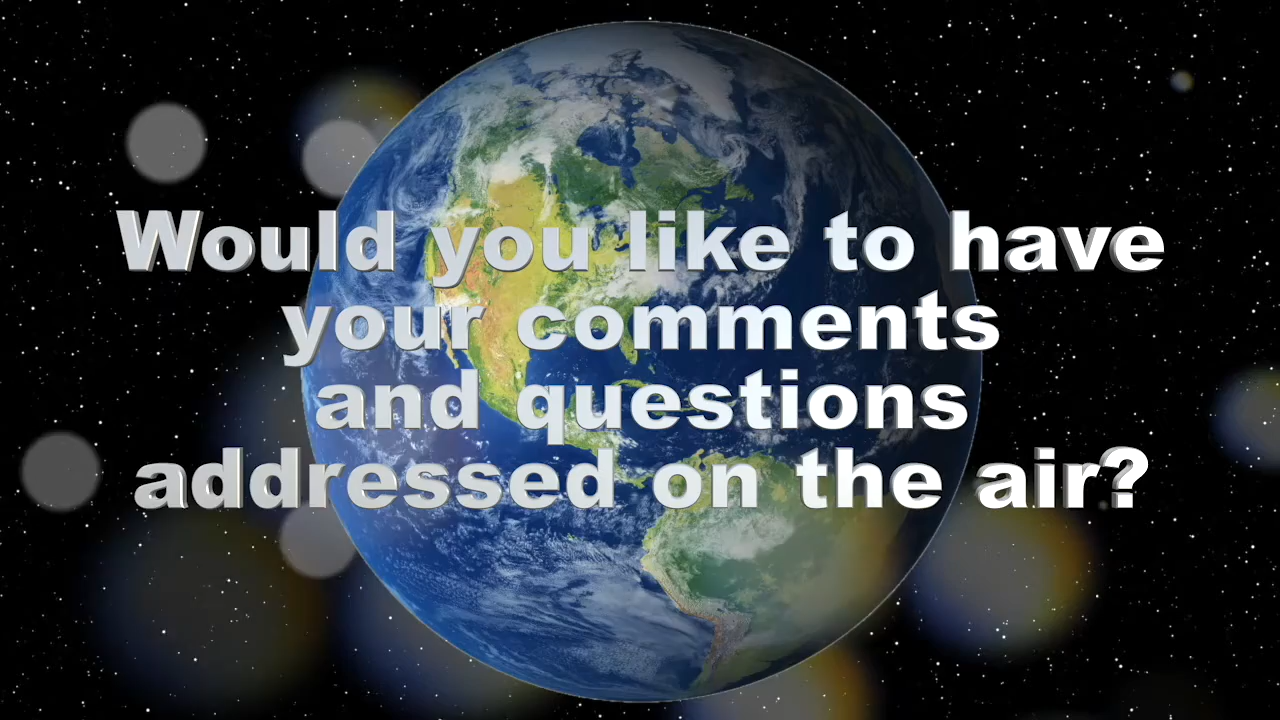 Would you like to have
your comments
and questions
addressed on the air?